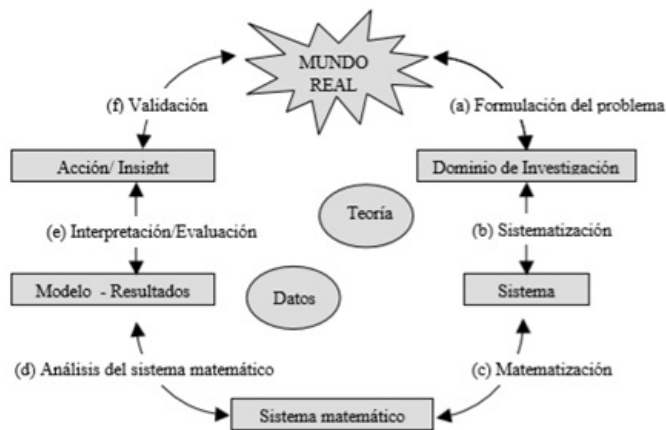 MUNDO
REAL
(f) Validación
(a) Formulación del problema
Acción/ Insight
Dominio de Investigación
Teoría
(e) Interpretación/Evaluación
(b) Sistematización
Modelo - Resultados
Datos
Sistema
(d) Análisis del sistema matemático
(c) Matematización
Sistema matemático